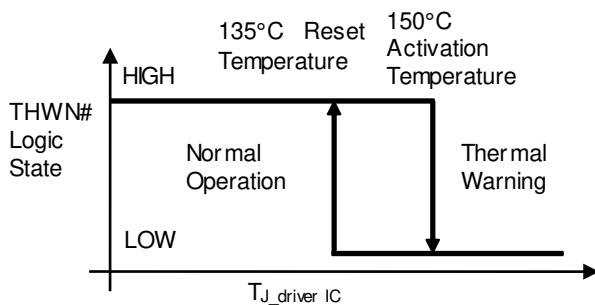 135°C Reset
Temperature
150°C
Activation
Temperature
HIGH
THWN#
Logic
State
Normal
Operation
Thermal
Warning
LOW
TJ_driver IC